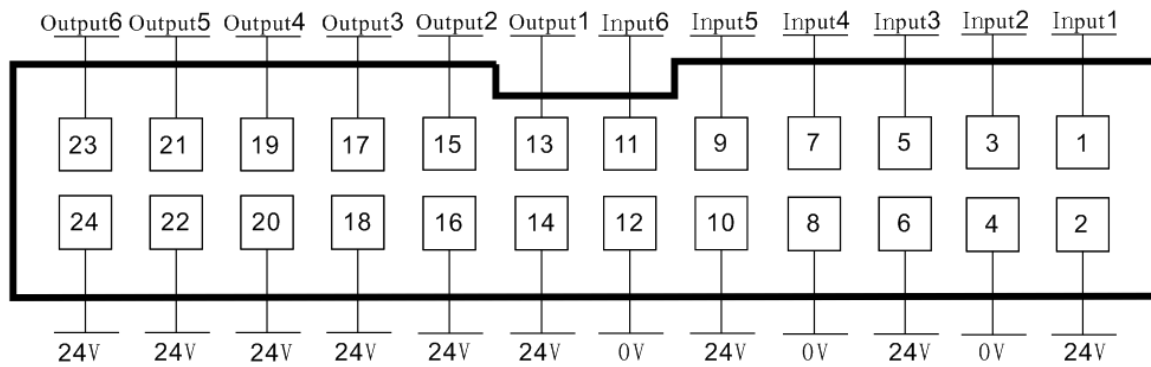 Output6 Output5 Output4 Output3 Output2 Output1 Input6 Input5 Input4 Input3 Input2 Input1
23 21 19 17 15 13 11 9 7 5 3 1
24 22 20 18 16 14 12 10 8 6 4 2
24V 24V 24V 24V 24V 24V 0V 24V 0V 24V 0V 24V